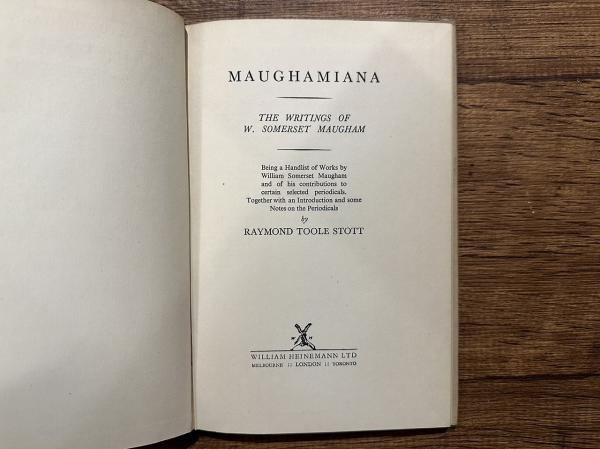 MAUGHAMIANA
THE WRITINGS OF
W. SOMERSET MAUGHAM
Being a Handlist of Works by
William Somerset Maugham
and of his contributions to
certain selected periodicals.
Together with an Introduction and some
Notes on the Periodicals
by
RAYMOND TOOLE STOTT
W H
WILLIAM HEINEMANN LTD
MELBOURNE :: LONDON :: TORONTO